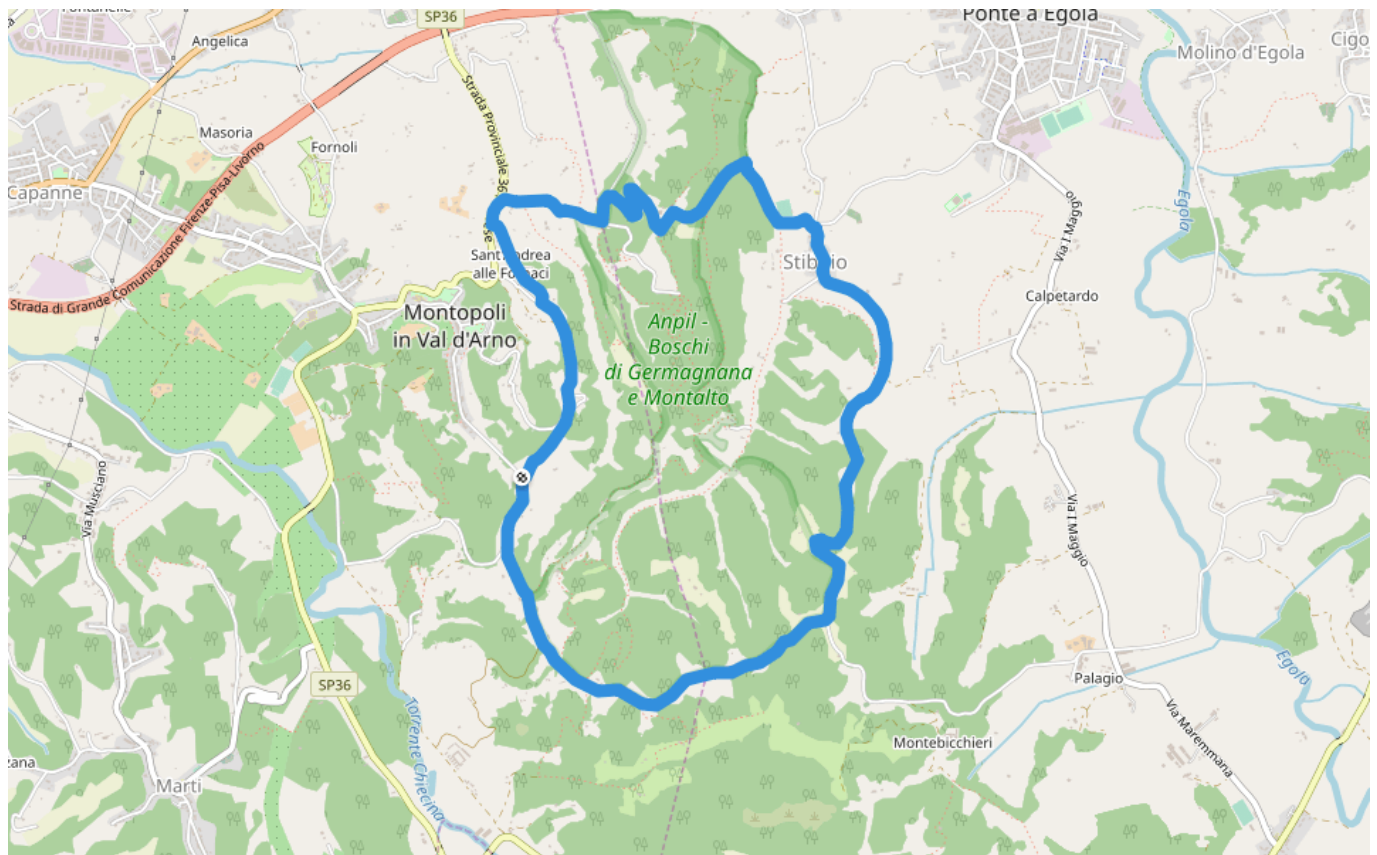 SP36
Ponte a Egola
Angelica
Molino d'Egola
Cigo
Strada Provinciale 36
Masoria
Fornoli
Capanne
Strada di Grande Comunicazione Firenze-Pisa-Livorno
se
Egola
Via I Maggio
Sant'Andrea
alle Fornaci
Stibbio
Calpetardo
Montopoli
in Val d'Arno
Anpil -
Boschi
di Germagnana
e Montalto
Via Musciano
Via I Maggio
SP36
Palagio
Egola
Torrente Chiecina
Montebicchieri
Via Maremmana
zana
Marti